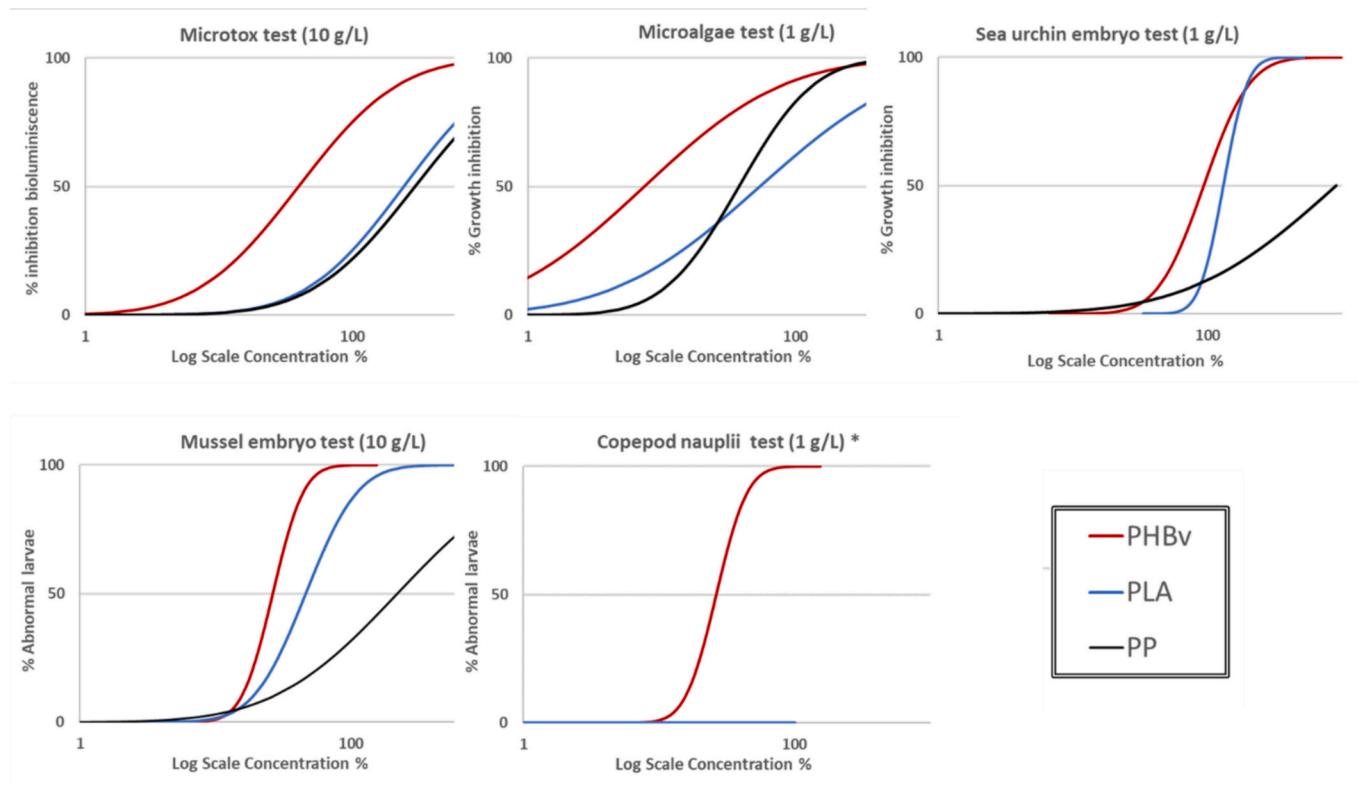 Microtox test (10 g/L)
100
50
0
% inhibition bioluminiscence
1
100
Log Scale Concentration %
Microalgae test (1 g/L)
100
50
0
% Growth inhibition
1
100
Log Scale Concentration %
Sea urchin embryo test (1 g/L)
100
50
0
% Growth inhibition
1
100
Log Scale Concentration %
Mussel embryo test (10 g/L)
100
50
0
% Abnormal larvae
1
100
Log Scale Concentration %
Copepod nauplii test (1 g/L) *
100
50
0
% Abnormal larvae
1
100
Log Scale Concentration %
PHBv
PLA
PP